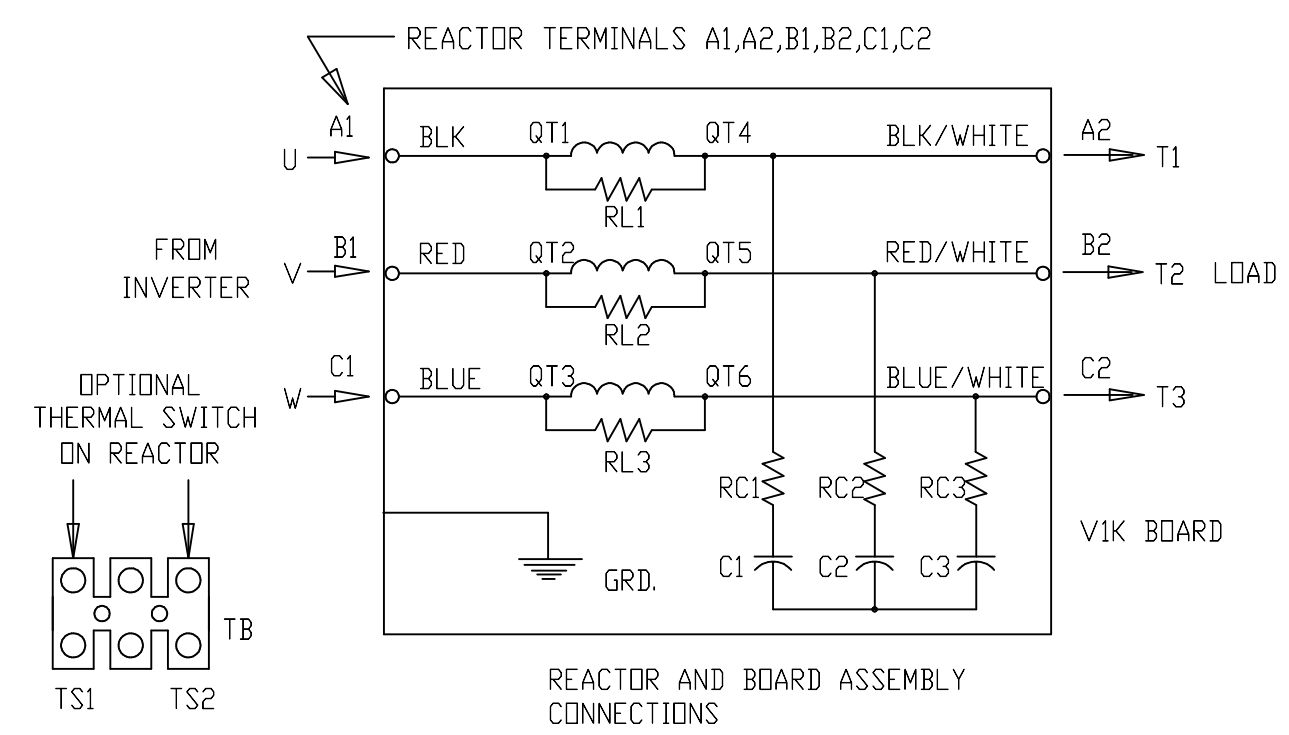 REACTOR TERMINALS A1,A2,B1,B2,C1,C2
A1
U
BLK
QT1
QT4
RL1
BLK/WHITE
A2
T1
FROM
INVERTER
B1
V
RED
QT2
QT5
RL2
RED/WHITE
B2
T2
LOAD
C1
W
BLUE
QT3
QT6
RL3
BLUE/WHITE
C2
T3
OPTIONAL
THERMAL SWITCH
ON REACTOR
RC1
RC2
RC3
C1
C2
C3
GRD.
V1K BOARD
TB
TS1
TS2
REACTOR AND BOARD ASSEMBLY
CONNECTIONS